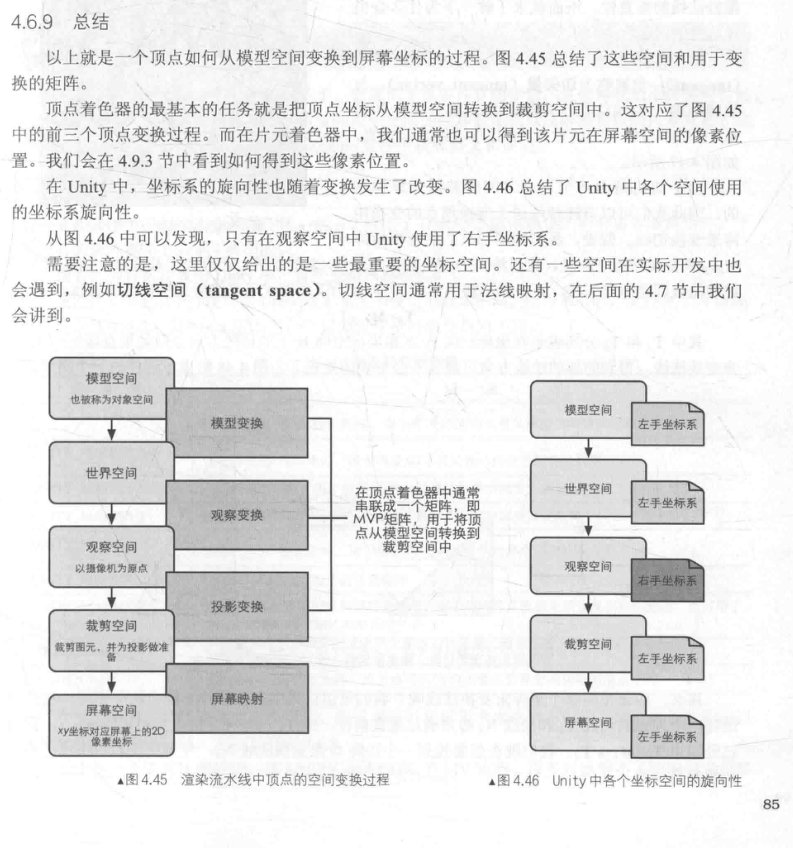 4.6.9 总结
以上就是一个顶点如何从模型空间变换到屏幕坐标的过程。图 4.45 总结了这些空间和用于变
换的矩阵。
顶点着色器的最基本的任务就是把顶点坐标从模型空间转换到裁剪空间中。这对应了图 4.45
中的前三个顶点变换过程。而在片元着色器中，我们通常也可以得到该片元在屏幕空间的像素位
置。我们会在 4.9.3 节中看到如何得到这些像素位置。
在 Unity 中，坐标系的旋向性也随着变换发生了改变。图 4.46 总结了 Unity 中各个空间使用
的坐标系旋向性。
从图 4.46 中可以发现，只有在观察空间中 Unity 使用了右手坐标系。
需要注意的是，这里仅仅给出的是一些最重要的坐标空间。还有一些空间在实际开发中也
会遇到，例如切线空间（tangent space）。切线空间通常用于法线映射，在后面的 4.7 节中我们
会讲到。
模型空间
也被称为对象空间
模型变换
世界空间
观察变换
观察空间
以摄像机为原点
投影变换
裁剪空间
裁剪图元、并为投影做准
备
屏幕映射
屏幕空间
xy坐标对应屏幕上的2D
像素坐标
在顶点着色器中通常
串联成一个矩阵，即
MVP矩阵，用于将顶
点从模型空间转换到
裁剪空间中
▲图 4.45 渲染流水线中顶点的空间变换过程
模型空间
左手坐标系
世界空间
左手坐标系
观察空间
右手坐标系
裁剪空间
左手坐标系
屏幕空间
左手坐标系
▲图 4.46 Unity 中各个坐标空间的旋向性
85